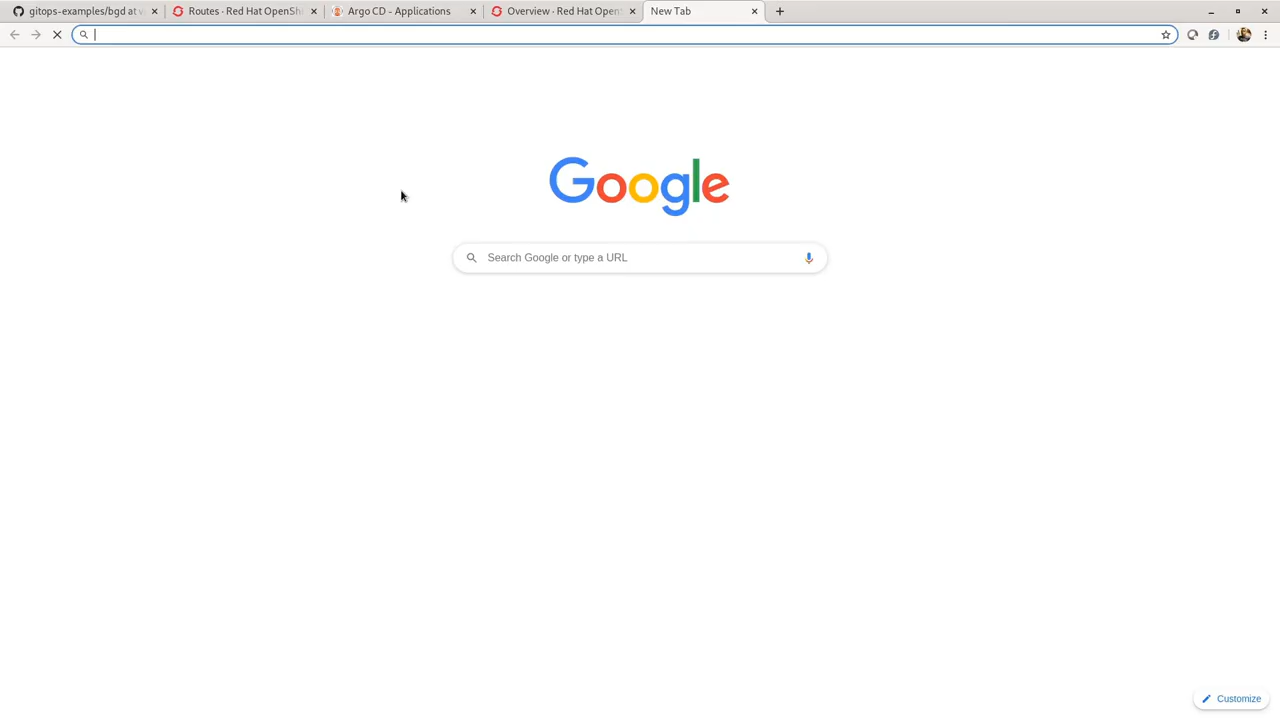 gitops-examples/bgd at v
Routes · Red Hat OpenShi
Argo CD - Applications
Overview · Red Hat Opens
New Tab
Google
Search Google or type a URL
Customize